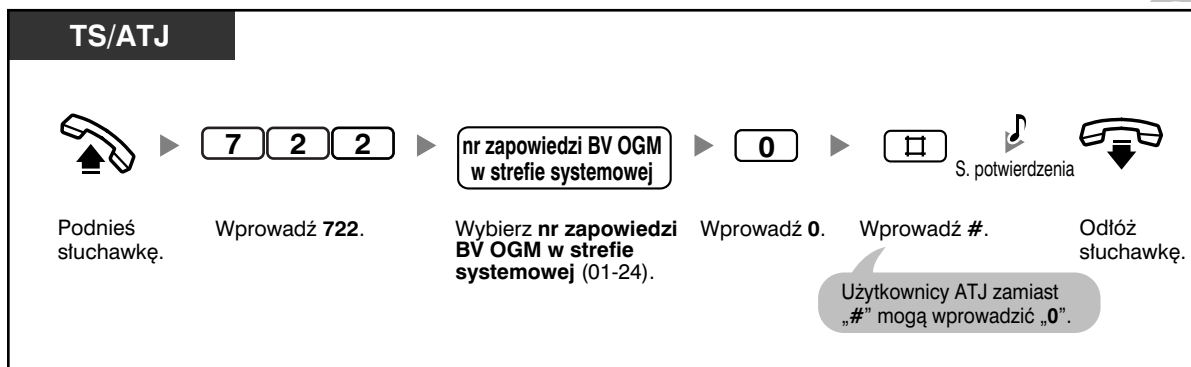 TS/ATJ
7 2 2
nr zapowiedzi BV OGM
w strefie systemowej
0
S. potwierdzenia
Podnieś
słuchawkę.
Wprowadź 722.
Wybierz nr zapowiedzi
BV OGM w strefie
systemowej (01-24).
Wprowadź 0.
Wprowadź #.
Odłóż
słuchawkę.
Użytkownicy ATJ zamiast
„#” mogą wprowadzić „0”.